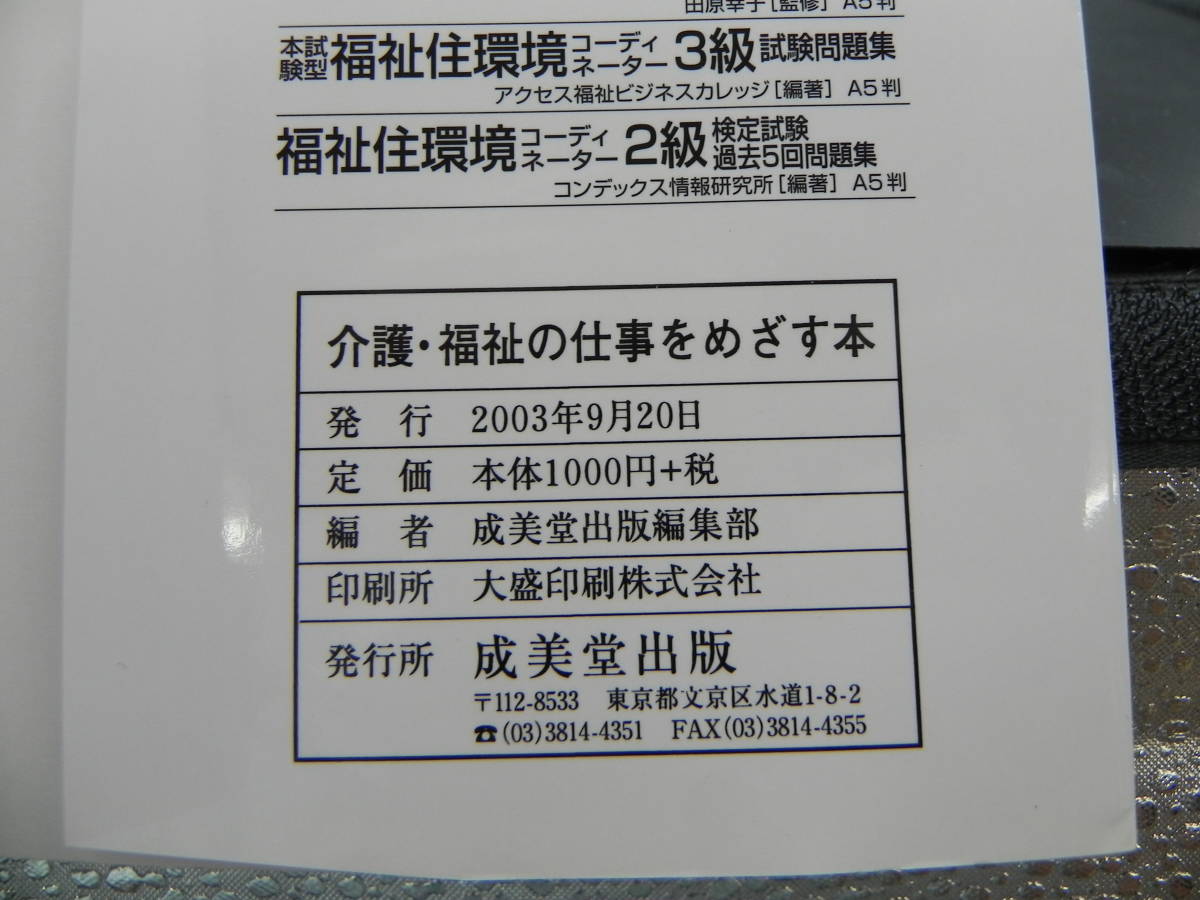 田原幸子[監修] A5判
本試験型 福祉住環境コーディネーター3級 試験問題集
アクセス福祉ビジネスカレッジ[編著] A5判
福祉住環境コーディネーター2級 検定試験過去5回問題集
コンデックス情報研究所[編著] A5判
介護・福祉の仕事をめざす本
発 行 2003年9月20日
定 価 本体1000円+税
編 者 成美堂出版編集部
印刷所 大盛印刷株式会社
発行所 成美堂出版
〒112-8533 東京都文京区水道1-8-2
☎(03)3814-4351 FAX(03)3814-4355